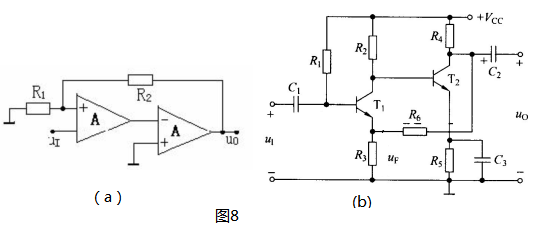 R₁
R₂
+
A
uI
−
A
+
uO
(a)
+VCC
R₁
R₂
R₄
C₁
T₁
T₂
+
C₂
+
+
+
R₆
uI
R₃
uF
R₅
C₃
uO
−
−
(b)
图8